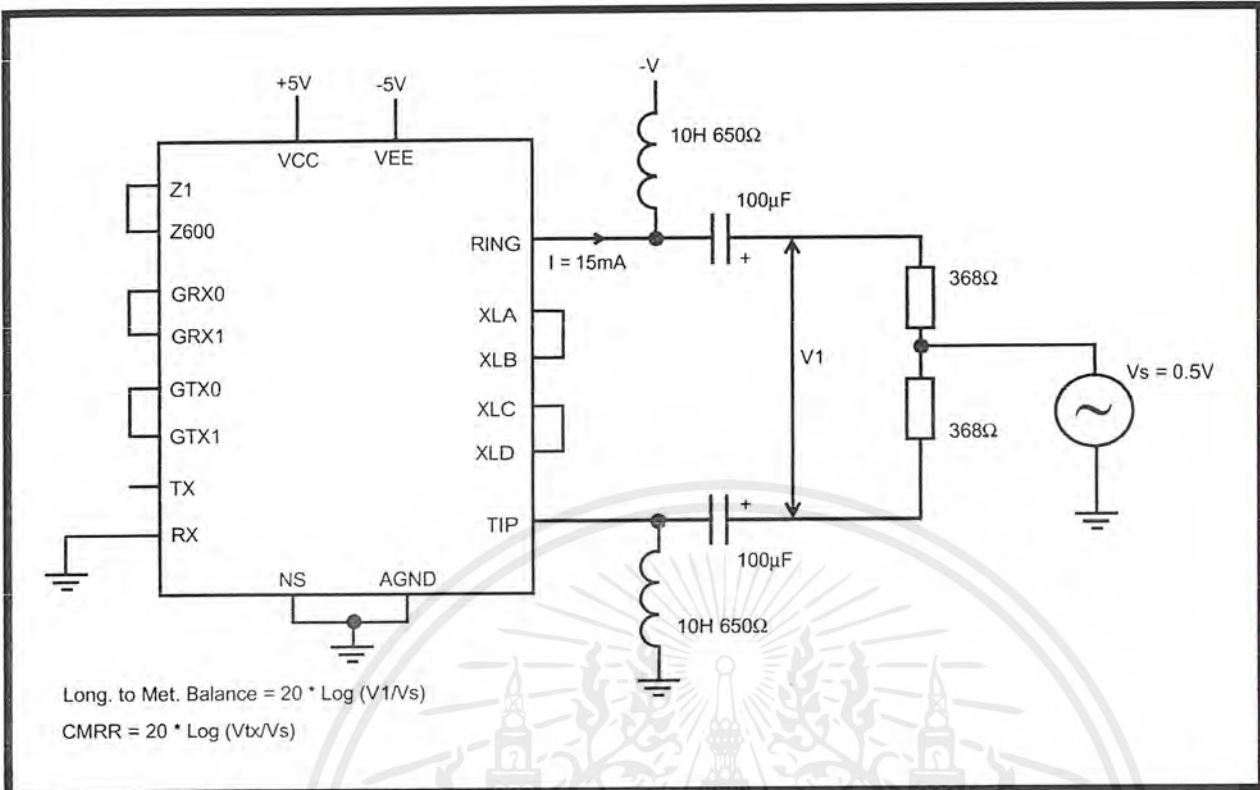 +5V
-5V
-V
VCC
VEE
10H 650Ω
Z1
Z600
100μF
RING
+
I = 15mA
GRX0
GRX1
368Ω
XLA
XLB
V1
Vs = 0.5V
GTX0
GTX1
XLC
XLD
368Ω
TX
RX
TIP
+
100μF
NS
AGND
10H 650Ω
Long. to Met. Balance = 20 * Log (V1/Vs)
CMRR = 20 * Log (Vtx/Vs)